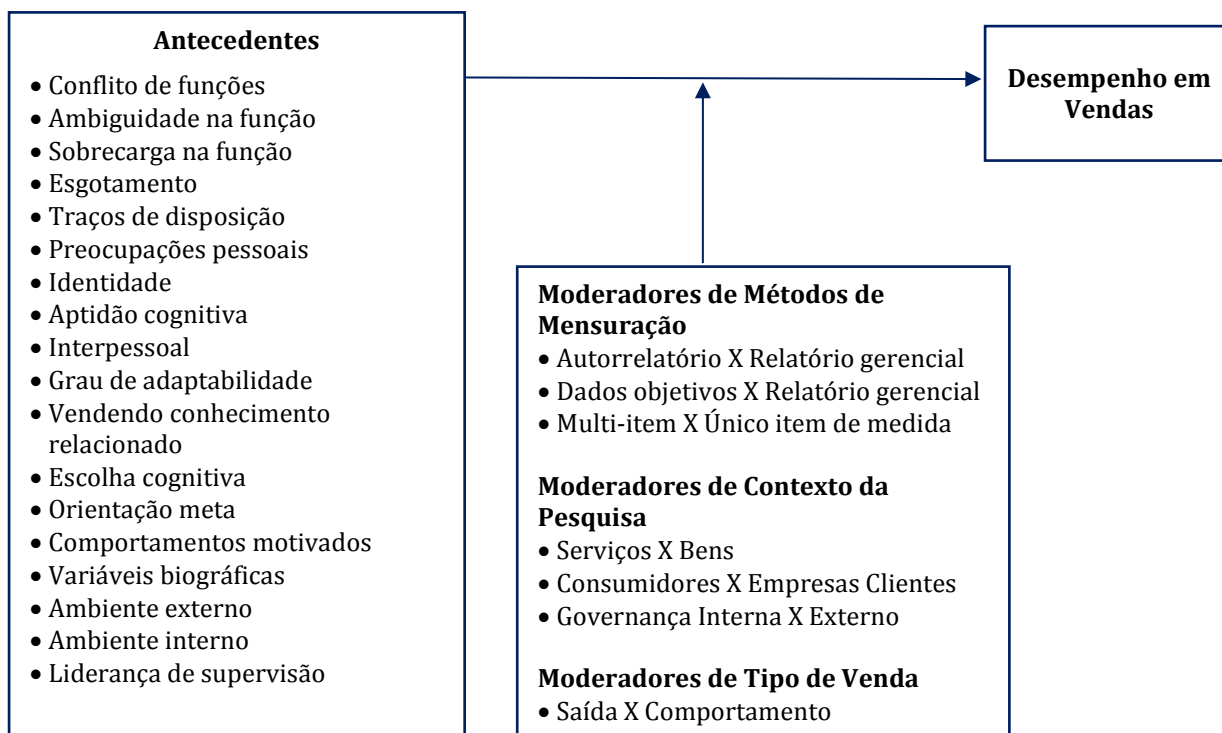 Antecedentes
• Conflito de funções
• Ambiguidade na função
• Sobrecarga na função
• Esgotamento
• Traços de disposição
• Preocupações pessoais
• Identidade
• Aptidão cognitiva
• Interpessoal
• Grau de adaptabilidade
• Vendendo conhecimento
relacionado
• Escolha cognitiva
• Orientação meta
• Comportamentos motivados
• Variáveis biográficas
• Ambiente externo
• Ambiente interno
• Liderança de supervisão
Desempenho em
Vendas
Moderadores de Métodos de
Mensuração
• Autorrelatório X Relatório gerencial
• Dados objetivos X Relatório gerencial
• Multi-item X Único item de medida
Moderadores de Contexto da
Pesquisa
• Serviços X Bens
• Consumidores X Empresas Clientes
• Governança Interna X Externo
Moderadores de Tipo de Venda
• Saída X Comportamento